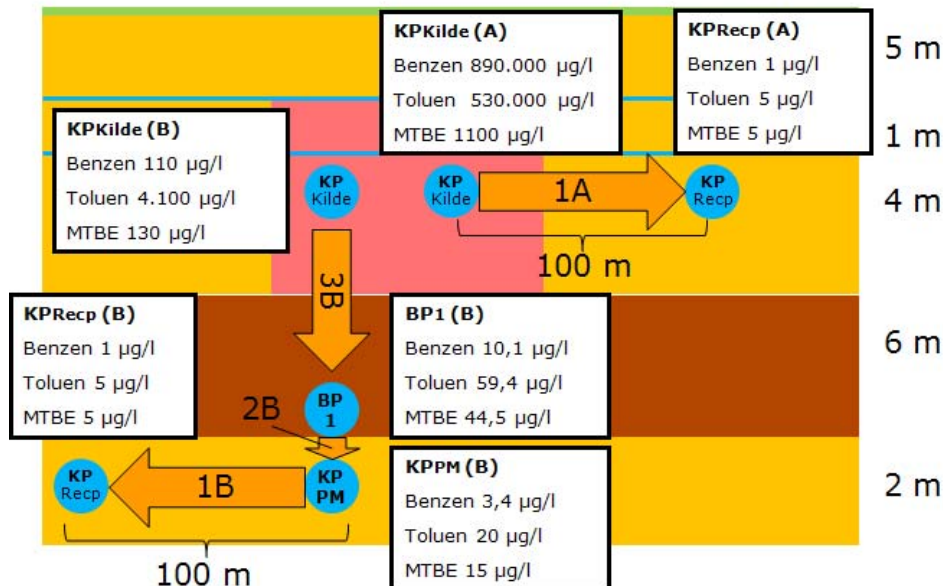 KPKilde (A)
Benzen 890.000 µg/l
Toluen 530.000 µg/l
MTBE 1100 µg/l
KPRecp (A)
Benzen 1 µg/l
Toluen 5 µg/l
MTBE 5 µg/l
5 m
1 m
KPKilde (B)
Benzen 110 µg/l
Toluen 4.100 µg/l
MTBE 130 µg/l
KP
Kilde
KP
Kilde
1A
KP
Recp
4 m
100 m
3B
KPRecp (B)
Benzen 1 µg/l
Toluen 5 µg/l
MTBE 5 µg/l
BP1 (B)
Benzen 10,1 µg/l
Toluen 59,4 µg/l
MTBE 44,5 µg/l
6 m
BP
1
2B
KP
Recp
1B
KP
PM
KPPM (B)
Benzen 3,4 µg/l
Toluen 20 µg/l
MTBE 15 µg/l
2 m
100 m